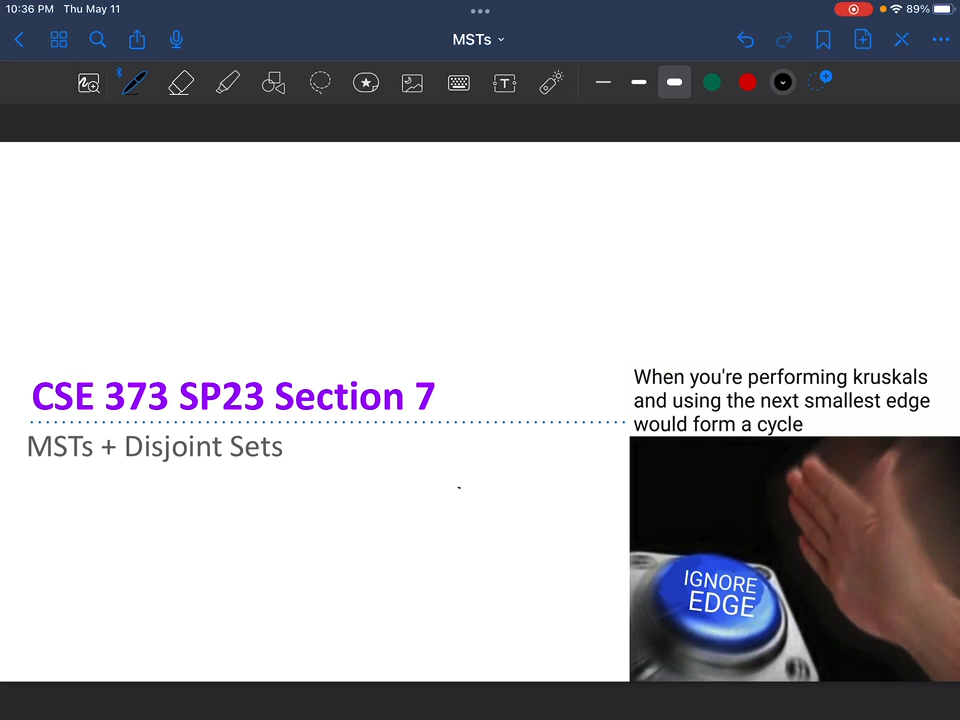 10:36 PM Thu May 11
89%
MSTs
CSE 373 SP23 Section 7
MSTs + Disjoint Sets
When you're performing kruskals
and using the next smallest edge
would form a cycle
IGNORE
EDGE